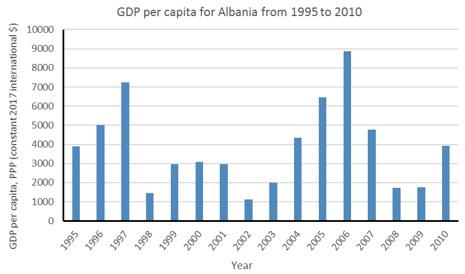 GDP per capita for Albania from 1995 to 2010
GDP per capita, PPP (constant 2017 international $)
10000
9000
8000
7000
6000
5000
4000
3000
2000
1000
0
1995 1996 1997 1998 1999 2000 2001 2002 2003 2004 2005 2006 2007 2008 2009 2010
Year